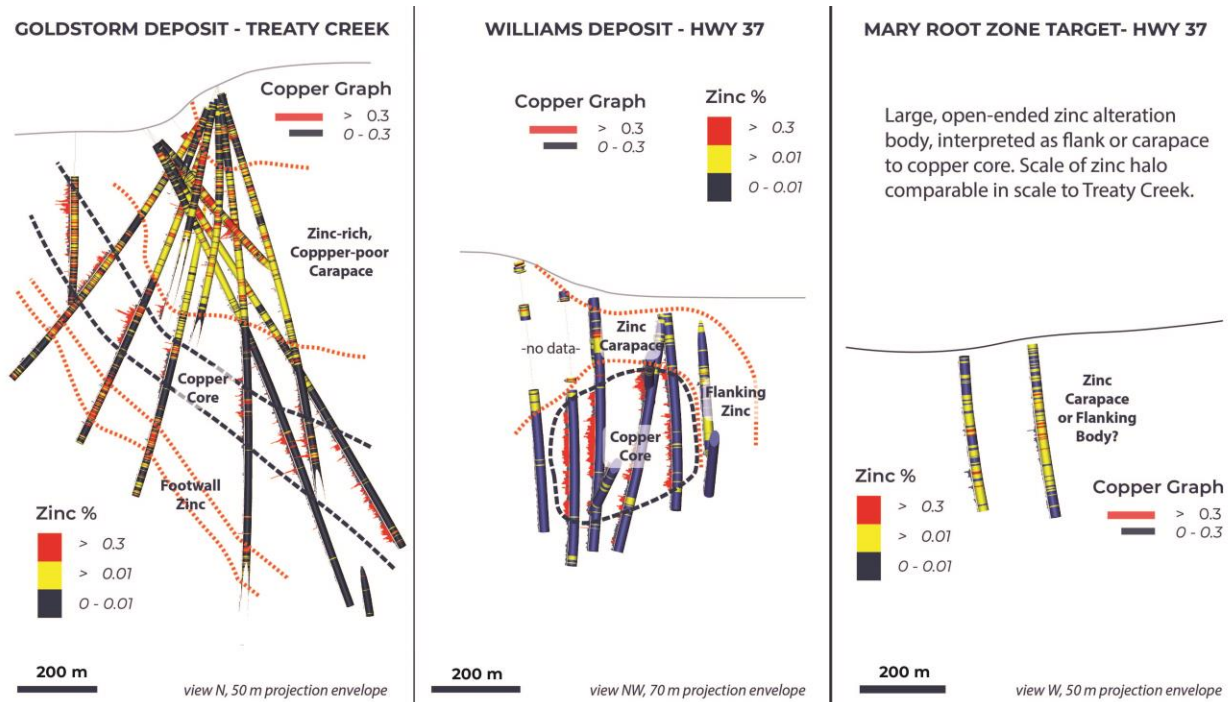 GOLDSTORM DEPOSIT - TREATY CREEK
Copper Graph
> 0.3
0 - 0.3
Zinc-rich,
Coppper-poor
Carapace
Copper
Core
Footwall
Zinc
Zinc %
> 0.3
> 0.01
0 - 0.01
200 m
view N, 50 m projection envelope
WILLIAMS DEPOSIT - HWY 37
Copper Graph
> 0.3
0 - 0.3
Zinc %
> 0.3
> 0.01
0 - 0.01
-no data-
Zinc
Carapace
Flanking
Zinc
Copper
Core
200 m
view NW, 70 m projection envelope
MARY ROOT ZONE TARGET- HWY 37
Large, open-ended zinc alteration
body, interpreted as flank or carapace
to copper core. Scale of zinc halo
comparable in scale to Treaty Creek.
Zinc
Carapace
or Flanking
Body?
Zinc %
> 0.3
> 0.01
0 - 0.01
Copper Graph
> 0.3
0 - 0.3
200 m
view W, 50 m projection envelope